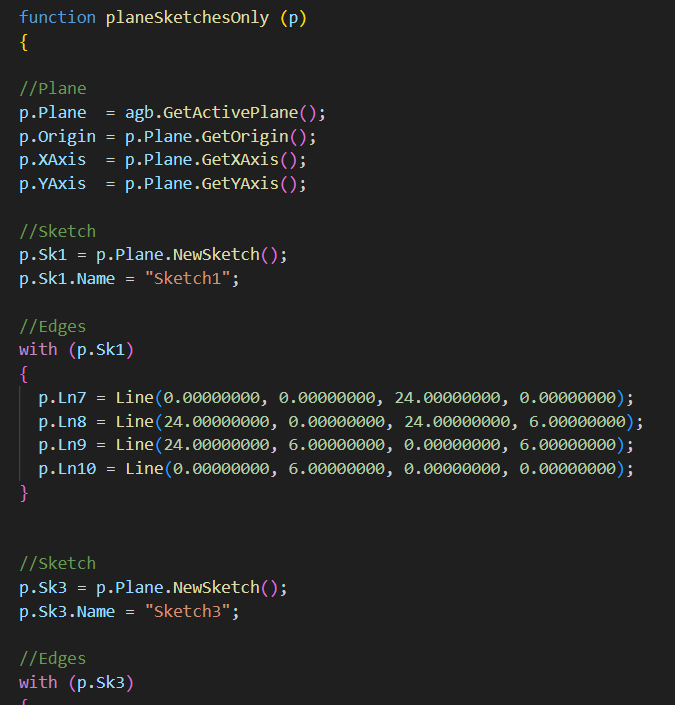 function planeSketchesOnly (p)
{
//Plane
p.Plane  = agb.GetActivePlane();
p.Origin = p.Plane.GetOrigin();
p.XAxis  = p.Plane.GetXAxis();
p.YAxis  = p.Plane.GetYAxis();
//Sketch
p.Sk1 = p.Plane.NewSketch();
p.Sk1.Name = "Sketch1";
//Edges
with (p.Sk1)
{
  p.Ln7 = Line(0.00000000, 0.00000000, 24.00000000, 0.00000000);
  p.Ln8 = Line(24.00000000, 0.00000000, 24.00000000, 6.00000000);
  p.Ln9 = Line(24.00000000, 6.00000000, 0.00000000, 6.00000000);
  p.Ln10 = Line(0.00000000, 6.00000000, 0.00000000, 0.00000000);
}
//Sketch
p.Sk3 = p.Plane.NewSketch();
p.Sk3.Name = "Sketch3";
//Edges
with (p.Sk3)
{